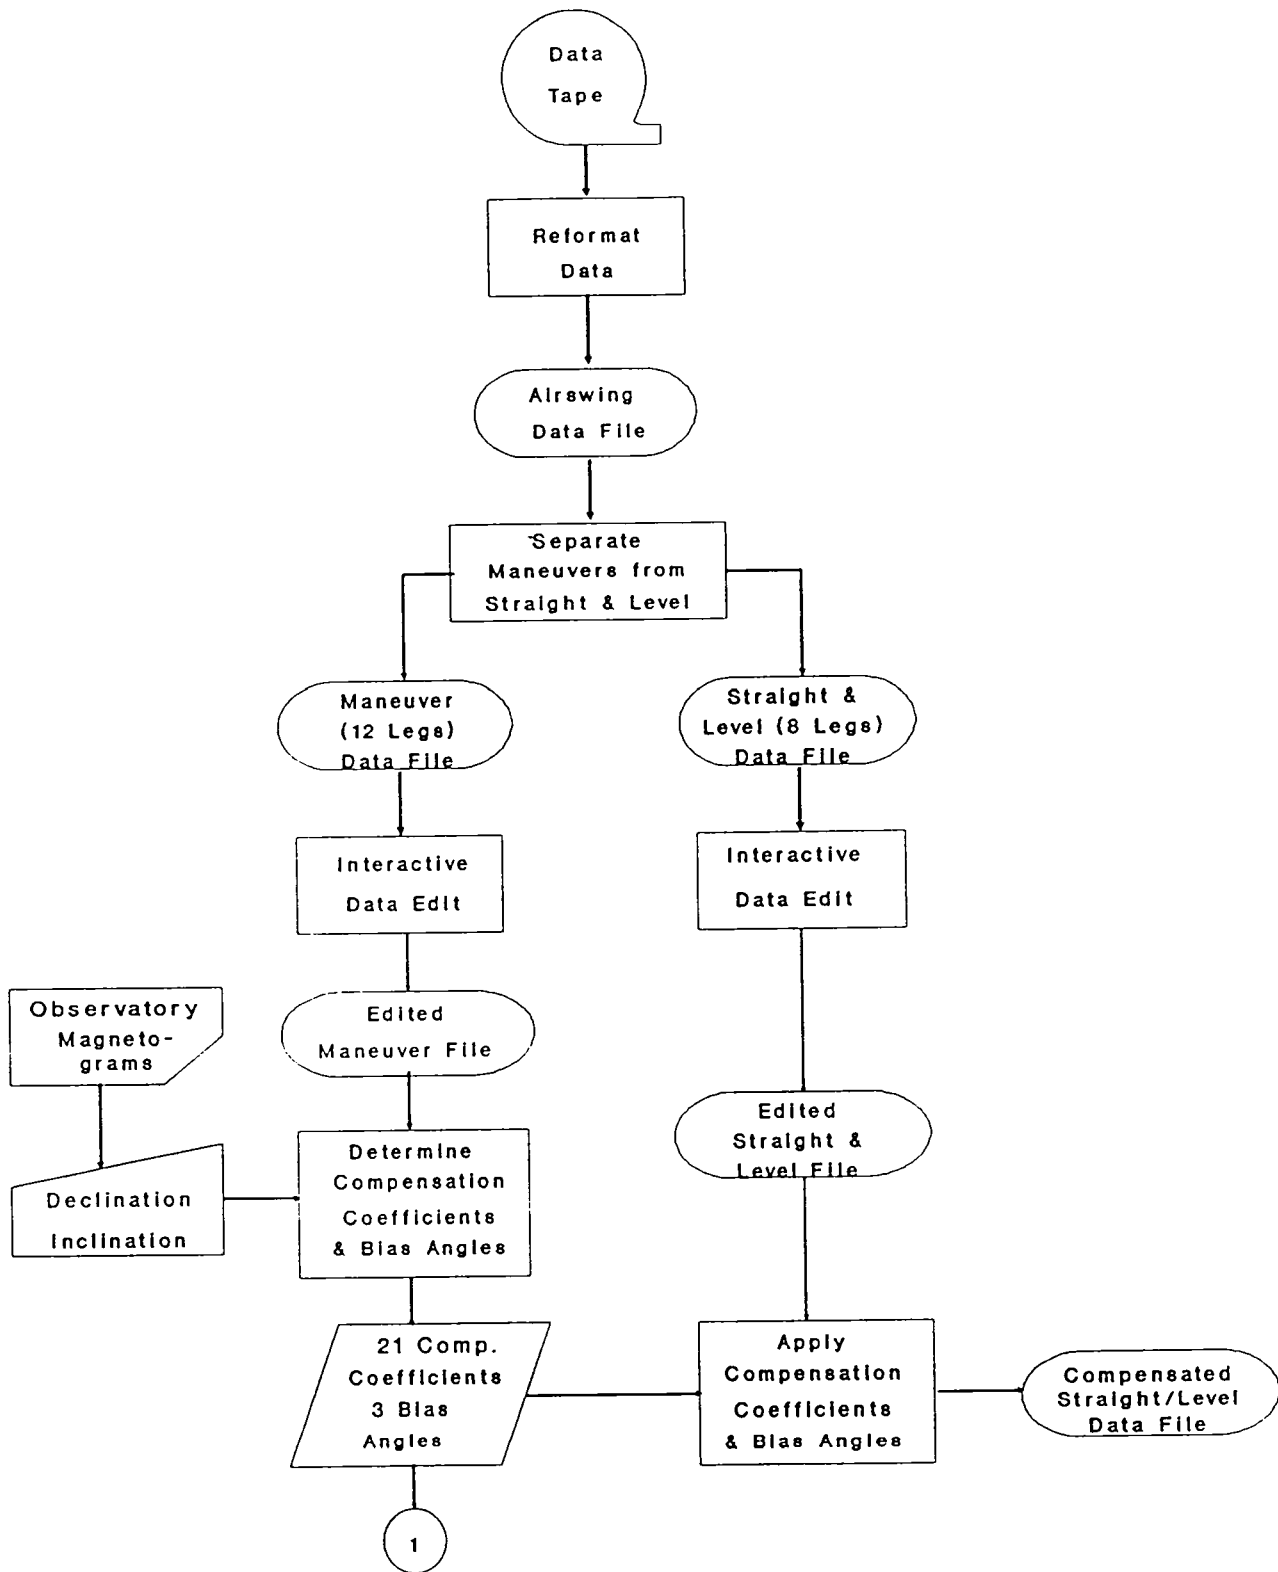 Data
Tape
Reformat
Data
Airswing
Data File
Separate
Maneuvers from
Straight & Level
Maneuver
(12 Legs)
Data File
Straight &
Level (8 Legs)
Data File
Interactive
Data Edit
Interactive
Data Edit
Observatory
Magneto-
grams
Edited
Maneuver File
Edited
Straight &
Level File
Declination
Inclination
Determine
Compensation
Coefficients
& Bias Angles
21 Comp.
Coefficients
3 Bias
Angles
Apply
Compensation
Coefficients
& Bias Angles
Compensated
Straight/Level
Data File
1